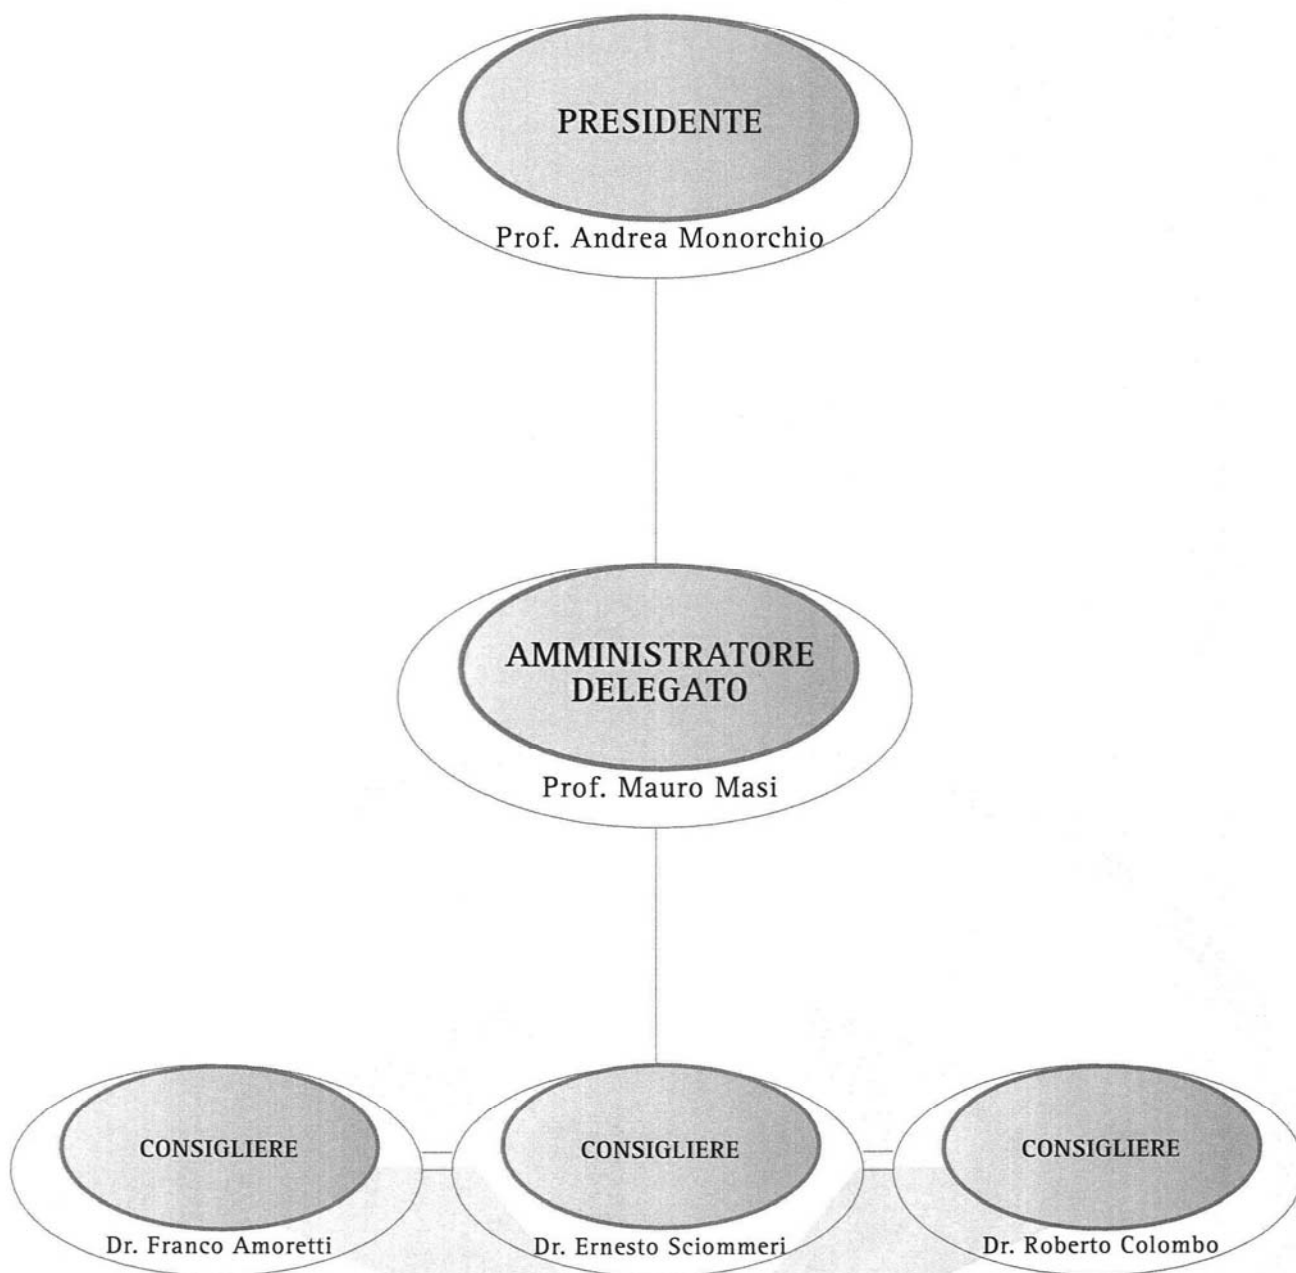 PRESIDENTE
Prof. Andrea Monorchio
AMMINISTRATORE
DELEGATO
Prof. Mauro Masi
CONSIGLIERE
Dr. Franco Amoretti
CONSIGLIERE
Dr. Ernesto Sciommeri
CONSIGLIERE
Dr. Roberto Colombo